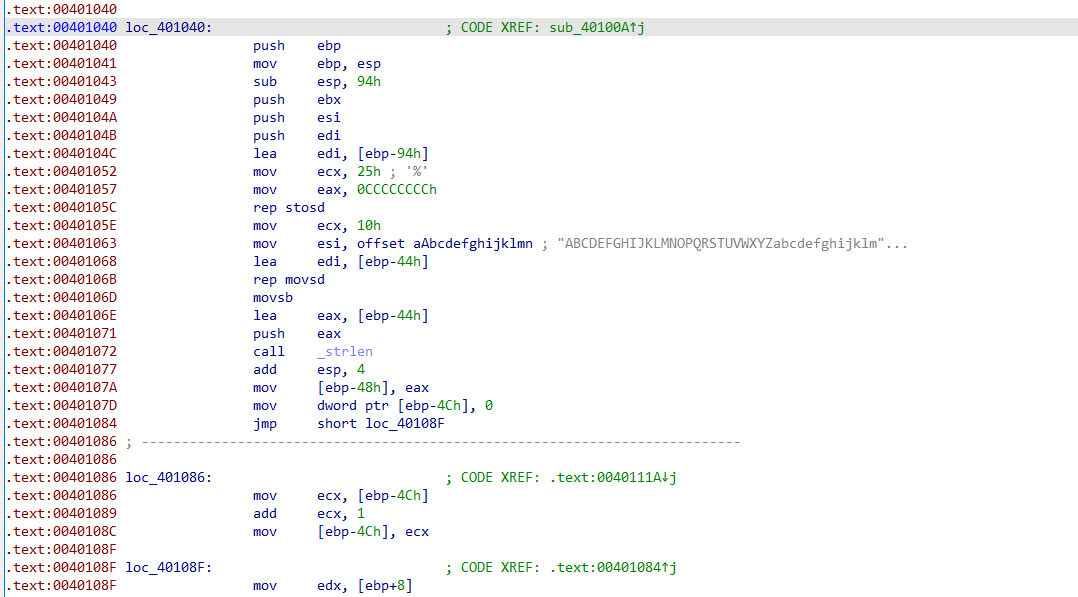 .text:00401040
.text:00401040 loc_401040: ; CODE XREF: sub_40100A↑j
.text:00401040 push ebp
.text:00401041 mov ebp, esp
.text:00401043 sub esp, 94h
.text:00401049 push ebx
.text:0040104A push esi
.text:0040104B push edi
.text:0040104C lea edi, [ebp-94h]
.text:00401052 mov ecx, 25h ; '%'
.text:00401057 mov eax, 0CCCCCCCCh
.text:0040105C rep stosd
.text:0040105E mov ecx, 10h
.text:00401063 mov esi, offset aAbcdefghijklmn ; "ABCDEFGHIJKLMNOPQRSTUVWXYZabcdefghijklm"...
.text:00401068 lea edi, [ebp-44h]
.text:0040106B rep movsd
.text:0040106D movsb
.text:0040106E lea eax, [ebp-44h]
.text:00401071 push eax
.text:00401072 call _strlen
.text:00401077 add esp, 4
.text:0040107A mov [ebp-48h], eax
.text:0040107D mov dword ptr [ebp-4Ch], 0
.text:00401084 jmp short loc_40108F
.text:00401086 ; ---------------------------------------------------------------------------
.text:00401086
.text:00401086 loc_401086: ; CODE XREF: .text:0040111A↓j
.text:00401086 mov ecx, [ebp-4Ch]
.text:00401089 add ecx, 1
.text:0040108C mov [ebp-4Ch], ecx
.text:0040108F
.text:0040108F loc_40108F: ; CODE XREF: .text:00401084↑j
.text:0040108F mov edx, [ebp+8]